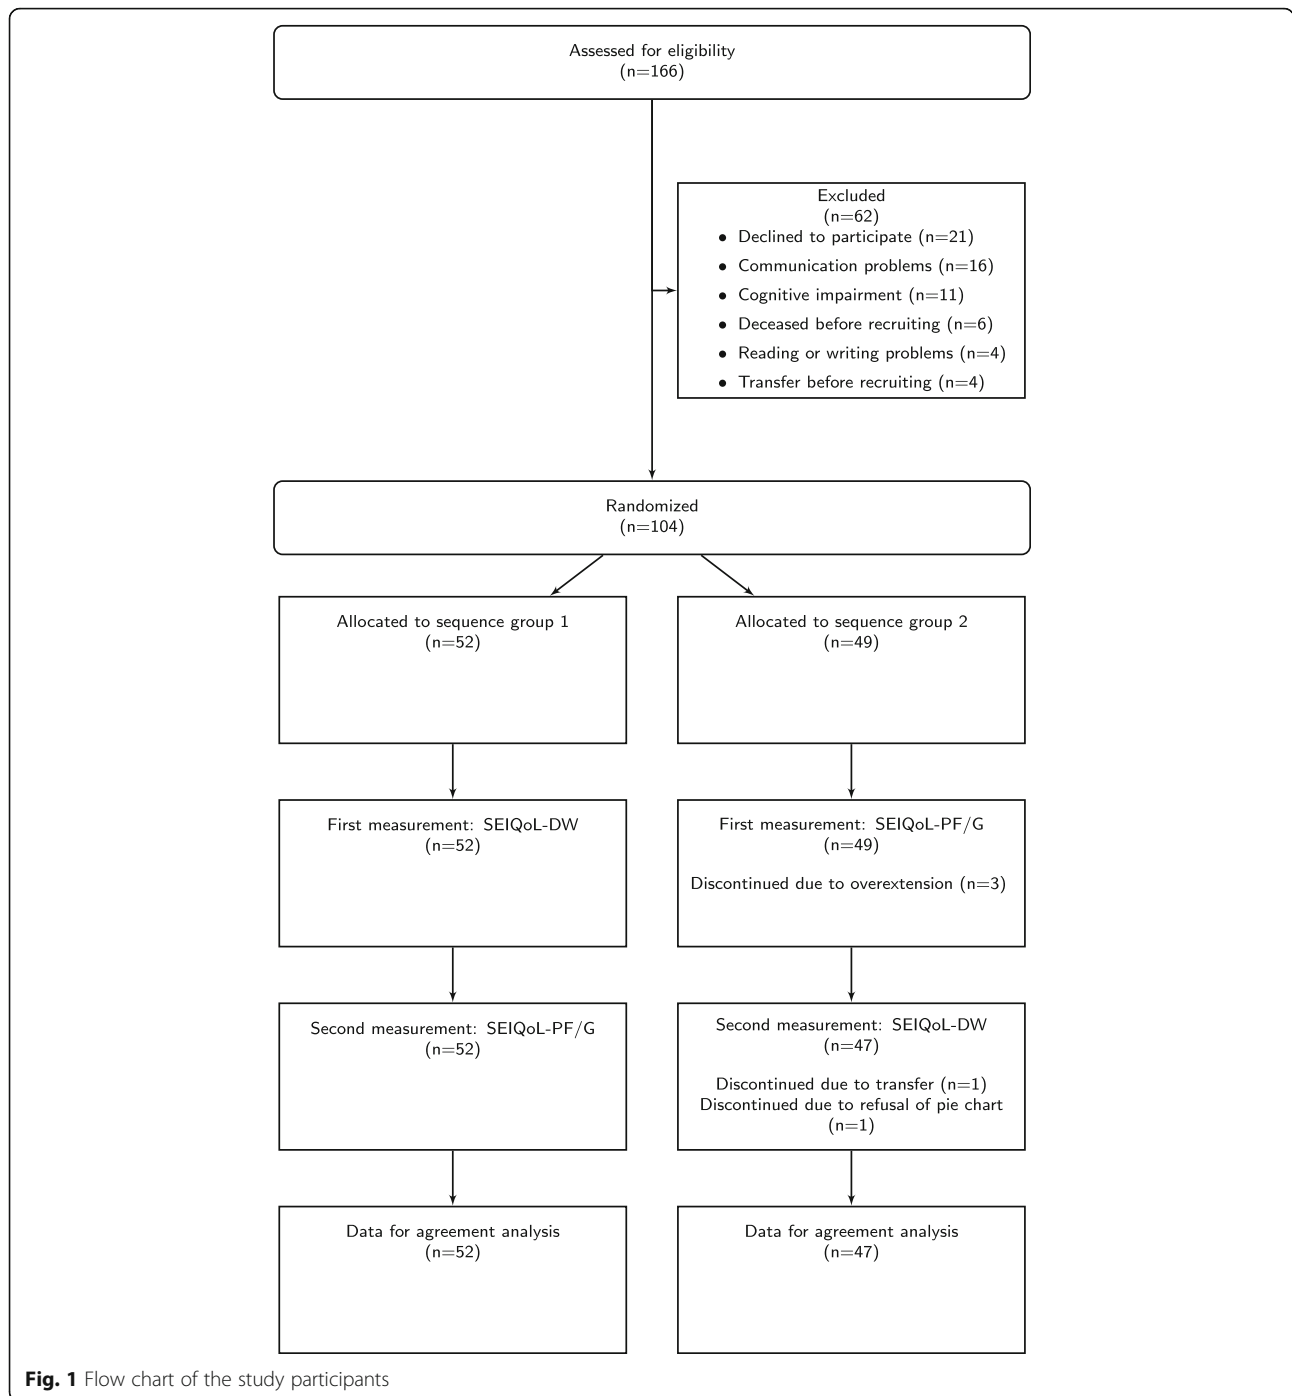 Assessed for eligibility
(n=166)
Excluded
(n=62)
• Declined to participate (n=21)
• Communication problems (n=16)
• Cognitive impairment (n=11)
• Deceased before recruiting (n=6)
• Reading or writing problems (n=4)
• Transfer before recruiting (n=4)
Randomized
(n=104)
Allocated to sequence group 1
(n=52)
Allocated to sequence group 2
(n=49)
First measurement: SEIQoL-DW
(n=52)
First measurement: SEIQoL-PF/G
(n=49)
Discontinued due to overextension (n=3)
Second measurement: SEIQoL-PF/G
(n=52)
Second measurement: SEIQoL-DW
(n=47)
Discontinued due to transfer (n=1)
Discontinued due to refusal of pie chart
(n=1)
Data for agreement analysis
(n=52)
Data for agreement analysis
(n=47)
Fig. 1 Flow chart of the study participants